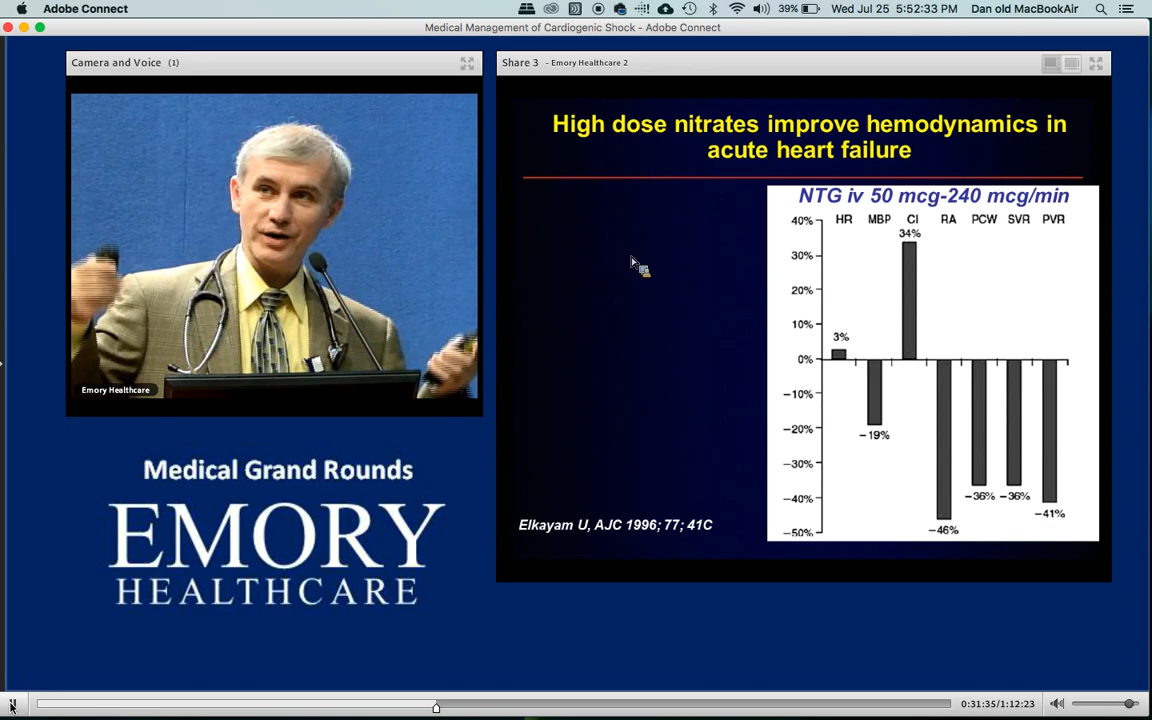 Adobe Connect
39%
Wed Jul 25 5:52:33 PM
Dan old MacBookAir
Medical Management of Cardiogenic Shock - Adobe Connect
Camera and Voice (1)
Share 3 - Emory Healthcare 2
High dose nitrates improve hemodynamics in
acute heart failure
NTG iv 50 mcg-240 mcg/min
HR MBP CI RA PCW SVR PVR
40%
30%
20%
10%
0%
−10%
−20%
−30%
−40%
−50%
3%
−19%
34%
−46%
−36%
−36%
−41%
Elkayam U, AJC 1996; 77; 41C
Emory Healthcare
Medical Grand Rounds
EMORY
HEALTHCARE
0:31:35/1:12:23